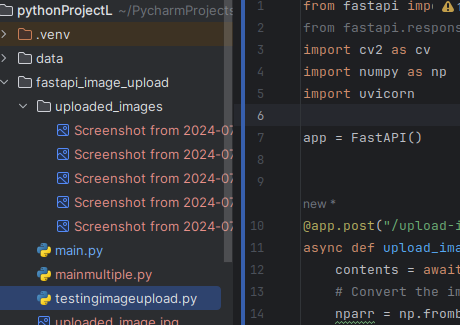 pythonProjectL ~/PycharmProjects
.venv
data
fastapi_image_upload
uploaded_images
Screenshot from 2024-07
Screenshot from 2024-07
Screenshot from 2024-07
Screenshot from 2024-07
Screenshot from 2024-07
main.py
mainmultiple.py
testingimageupload.py
uploaded_image.jpg
1 from fastapi
2 from fastapi.respons
3 import cv2 as cv
4 import numpy as np
5 import uvicorn
6
7 app = FastAPI()
8
9
new *
10 @app.post("/upload-i
11 async def upload_ima
12 contents = await
13 # Convert the im
14 nparr = np.fromb